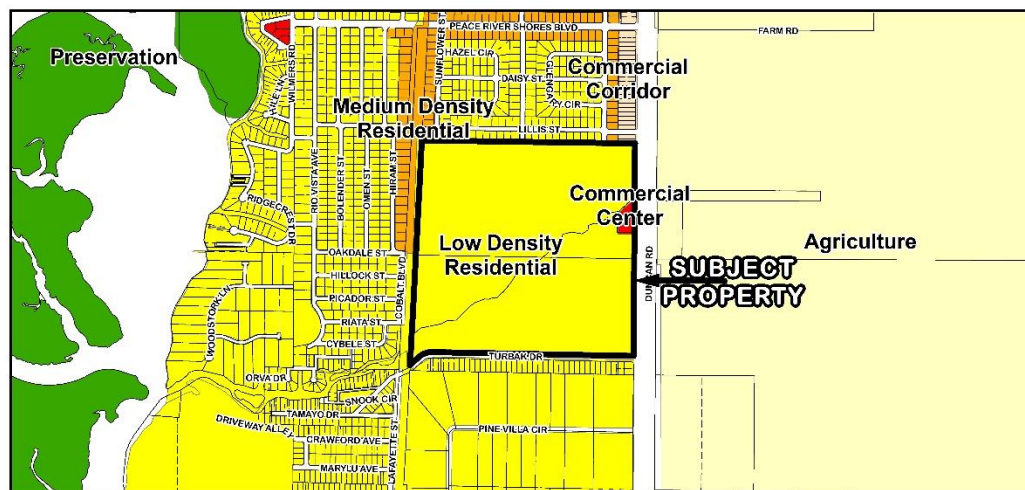 PEACE RIVER SHORES BLVD
FARM RD
SUNFLOWER ST
HAZEL CIR
Preservation
WILMERS RD
DAISY ST
Commercial
Corridor
Medium Density
Residential
LILLIS ST
RIO VISTA AVE
BOLENDER ST
OMEN ST
HIRAM ST
RIDGECREST DR
Commercial
Center
Low Density
Residential
Agriculture
OAKDALE ST
HILLOCK ST
COBALT BLVD
DUNCAN RD
SUBJECT
PROPERTY
WOODSTORK LN
PICADOR ST
RIATA ST
CYBELE ST
TURBAK DR
ORVA DR
SNOOK CIR
TAMAYO DR
DRIVEWAY ALLEY
CRAWFORD AVE
LAFAYETTE ST
PINE VILLA CIR
MARYLU AVE